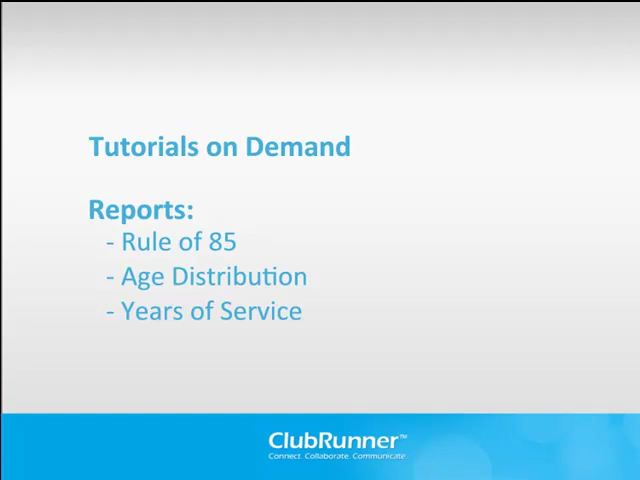 Tutorials on Demand
Reports:
- Rule of 85
- Age Distribution
- Years of Service
ClubRunner™
Connect. Collaborate. Communicate.